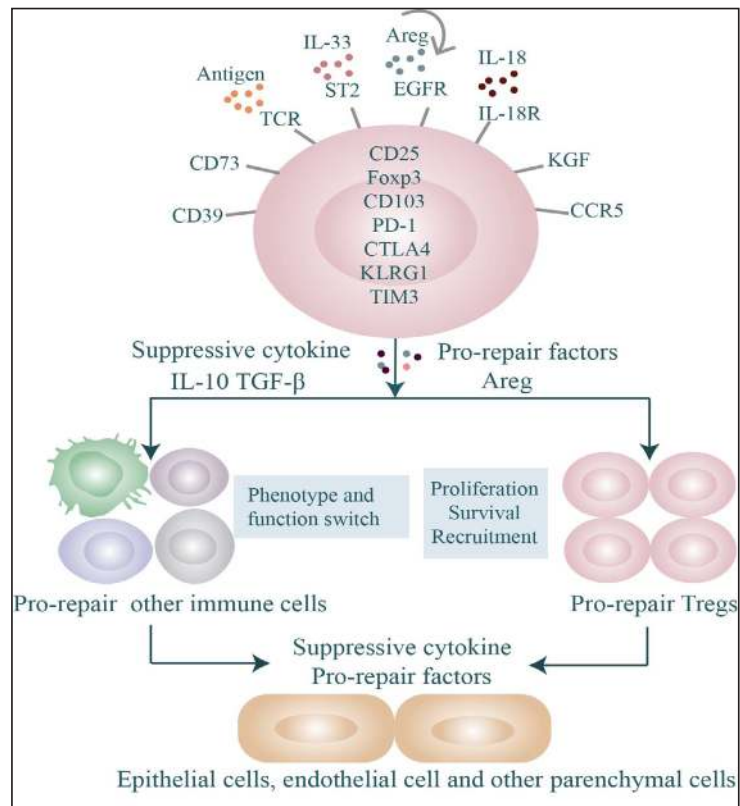 Areg
IL-33
IL-18
Antigen
ST2
EGFR
TCR
IL-18R
CD73
KGF
CD39
CCR5
CD25
Foxp3
CD103
PD-1
CTLA4
KLRG1
TIM3
Suppressive cytokine
IL-10 TGF-β
Pro-repair factors
Areg
Phenotype and
function switch
Proliferation
Survival
Recruitment
Pro-repair other immune cells
Pro-repair Tregs
Suppressive cytokine
Pro-repair factors
Epithelial cells, endothelial cell and other parenchymal cells